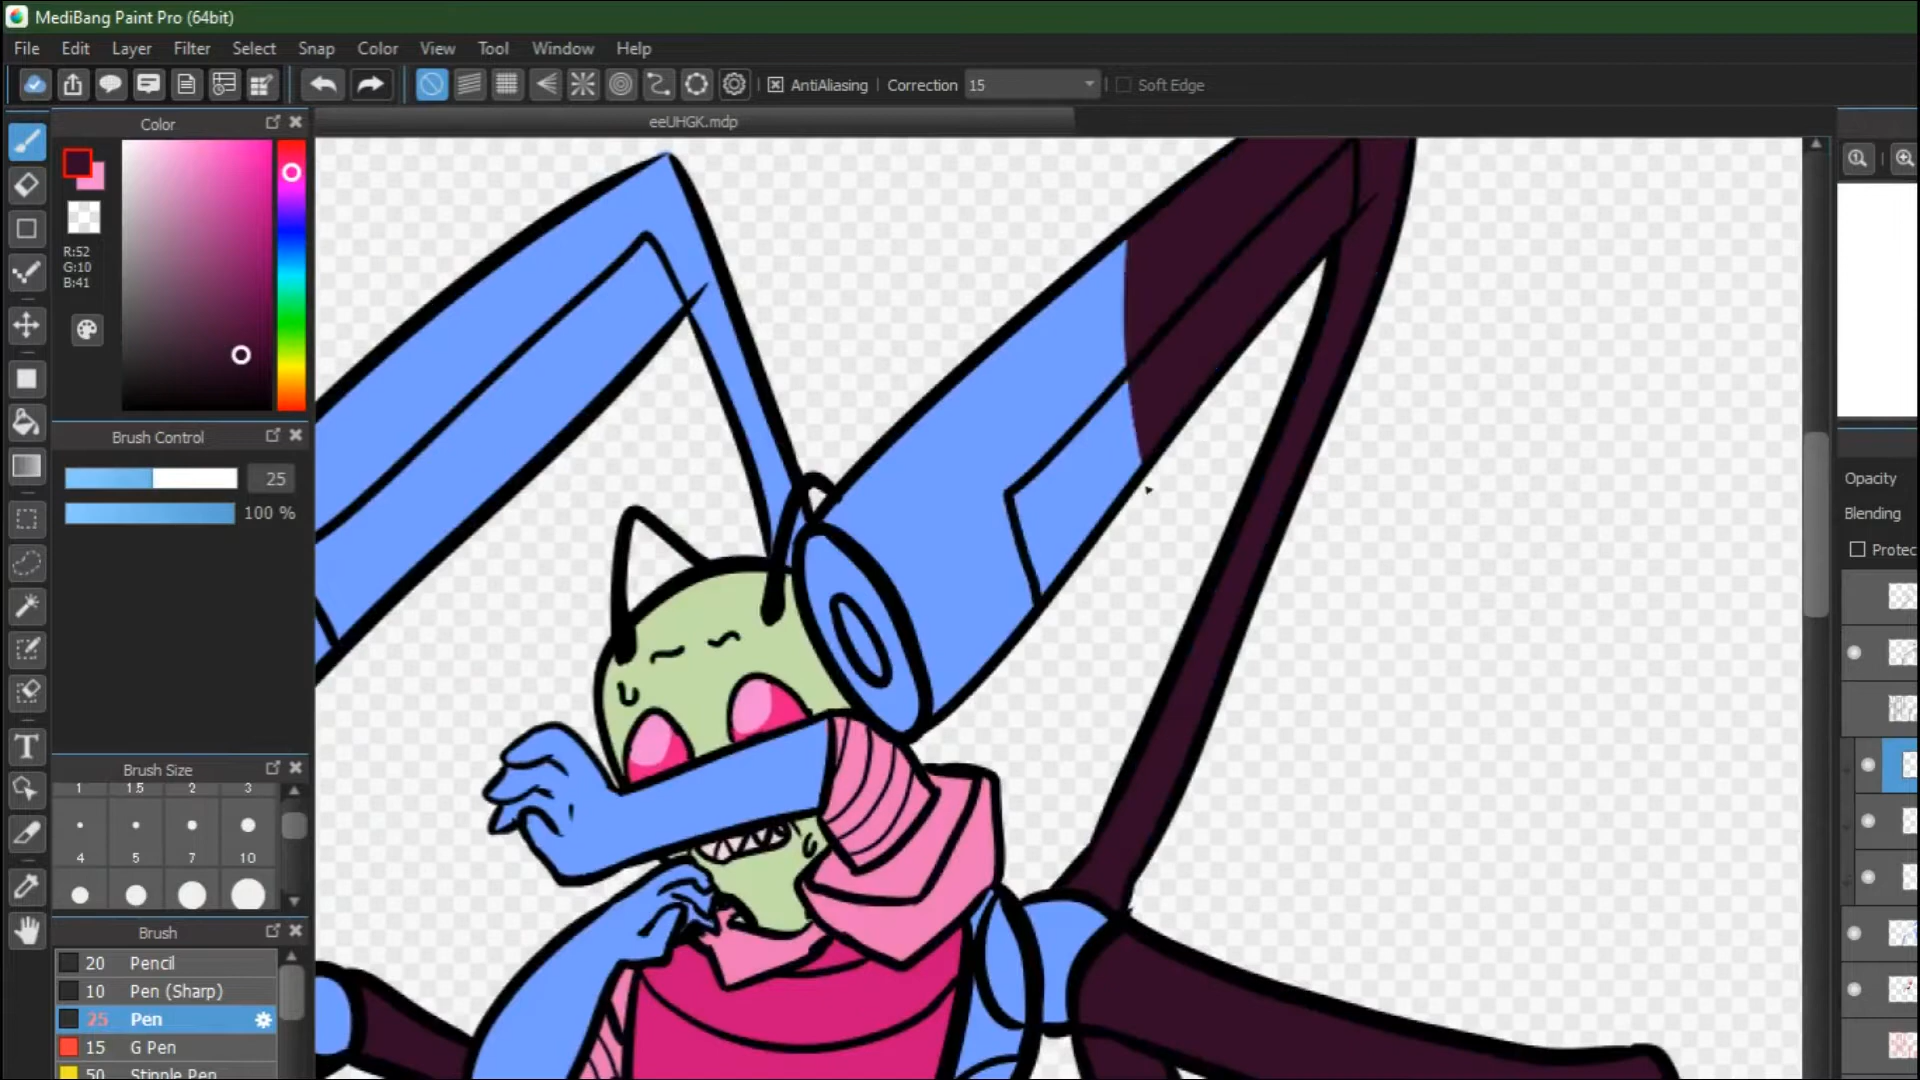 MediBang Paint Pro (64bit)
File Edit Layer Filter Select Snap Color View Tool Window Help
AntiAliasing Correction 15 Soft Edge
Color
eeUHGK.mdp
R:52
G:10
B:41
Brush Control
25
100 %
Opacity
Blending
Protec
Brush Size
1 1.5 2 3
4 5 7 10
Brush
20 Pencil
10 Pen (Sharp)
25 Pen
15 G Pen
50 Stipple Pen